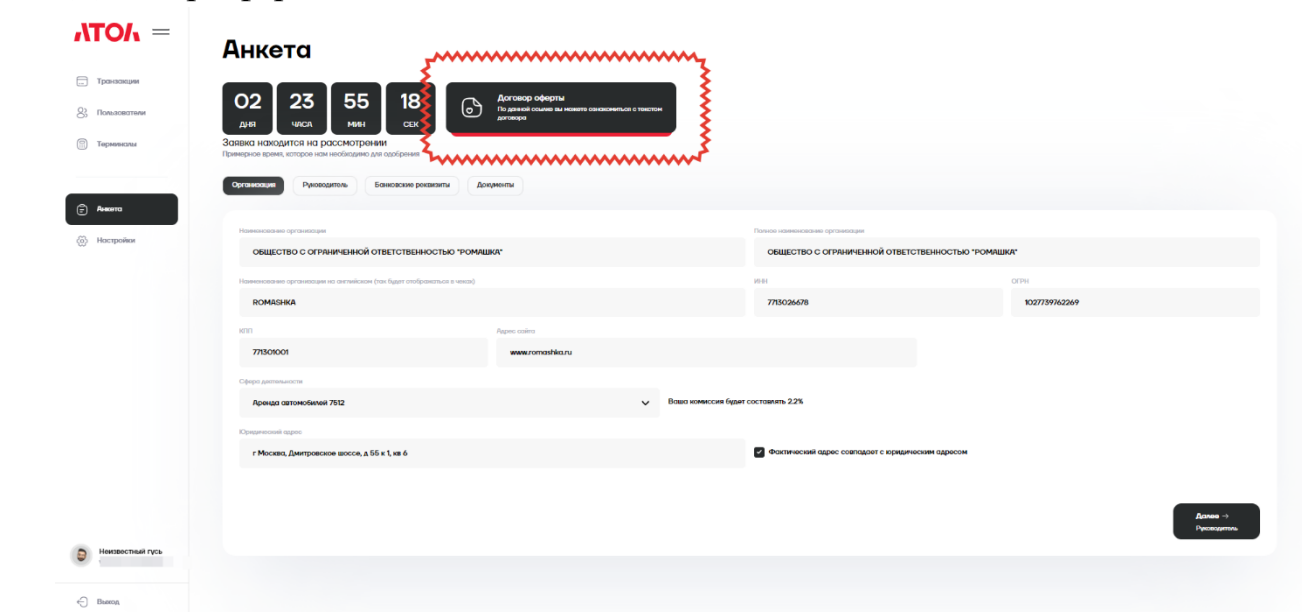 АТОЛ
Транзакции
Пользователи
Терминалы
Анкета
Настройки
Неизвестный гусь
Выход
Анкета
02 23 55 18
ДНЯ ЧАСА МИН СЕК
Договор оферты
По данной ссылке вы можете ознакомиться с текстом
договора
Заявка находится на рассмотрении
Примерное время, которое нам необходимо для одобрения
Организация Руководитель Банковские реквизиты Документы
Наименование организации Полное наименование организации
ОБЩЕСТВО С ОГРАНИЧЕННОЙ ОТВЕТСТВЕННОСТЬЮ "РОМАШКА" ОБЩЕСТВО С ОГРАНИЧЕННОЙ ОТВЕТСТВЕННОСТЬЮ "РОМАШКА"
Наименование организации на английском (так будет отображаться в чеках) ИНН ОГРН
ROMASHKA 7713026678 1027739762269
КПП Адрес сайта
771301001 www.romashka.ru
Сфера деятельности
Аренда автомобилей 7512 Ваша комиссия будет составлять 2.2%
Юридический адрес
г Москва, Дмитровское шоссе, д 55 к 1, кв 6 Фактический адрес совпадает с юридическим адресом
Далее →
Руководитель